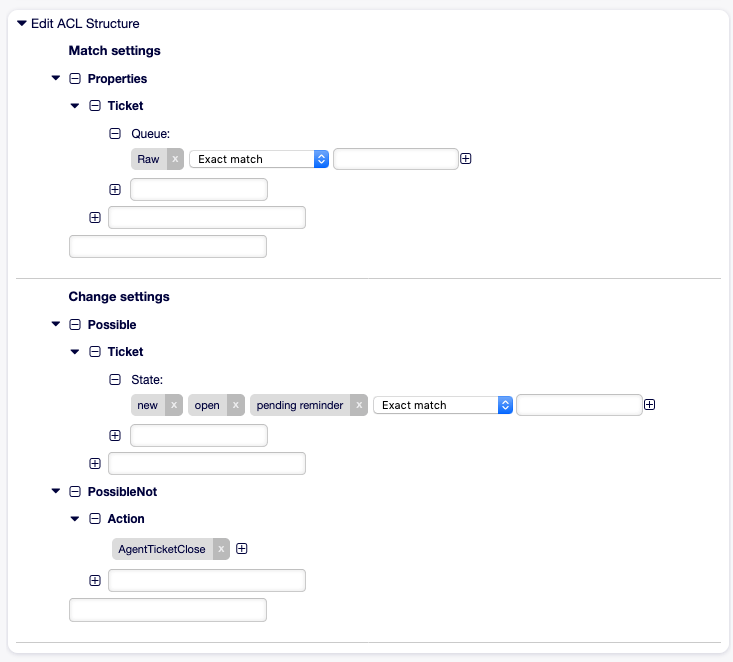 Edit ACL Structure
Match settings
Properties
Ticket
Queue:
Raw x Exact match
Change settings
Possible
Ticket
State:
new x open x pending reminder x Exact match
PossibleNot
Action
AgentTicketClose x